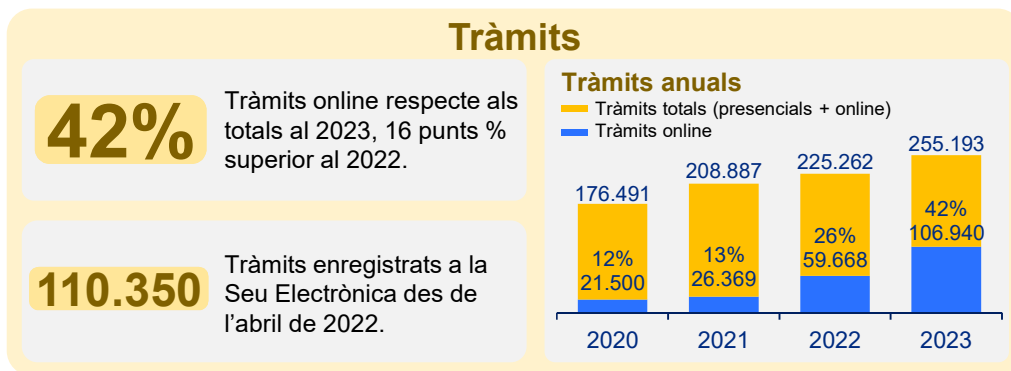 Tràmits
42%
Tràmits online respecte als
totals al 2023, 16 punts %
superior al 2022.
110.350
Tràmits enregistrats a la
Seu Electrònica des de
l’abril de 2022.
Tràmits anuals
Tràmits totals (presencials + online)
Tràmits online
176.491
208.887
225.262
255.193
12%
21.500
13%
26.369
26%
59.668
42%
106.940
2020
2021
2022
2023